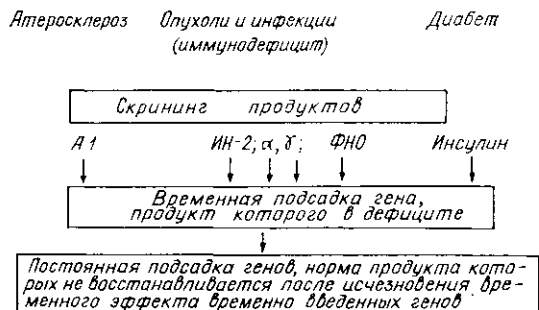 Атеросклероз Опухоли и инфекции Диабет
(иммунодефицит)
Скрининг продуктов
А1 ИН-2; α, γ; ФНО Инсулин
Временная подсадка гена,
продукт которого в дефиците
Постоянная подсадка генов, норма продукта кото-
рых не восстанавливается после исчезновения вре-
менного эффекта временно введенных генов